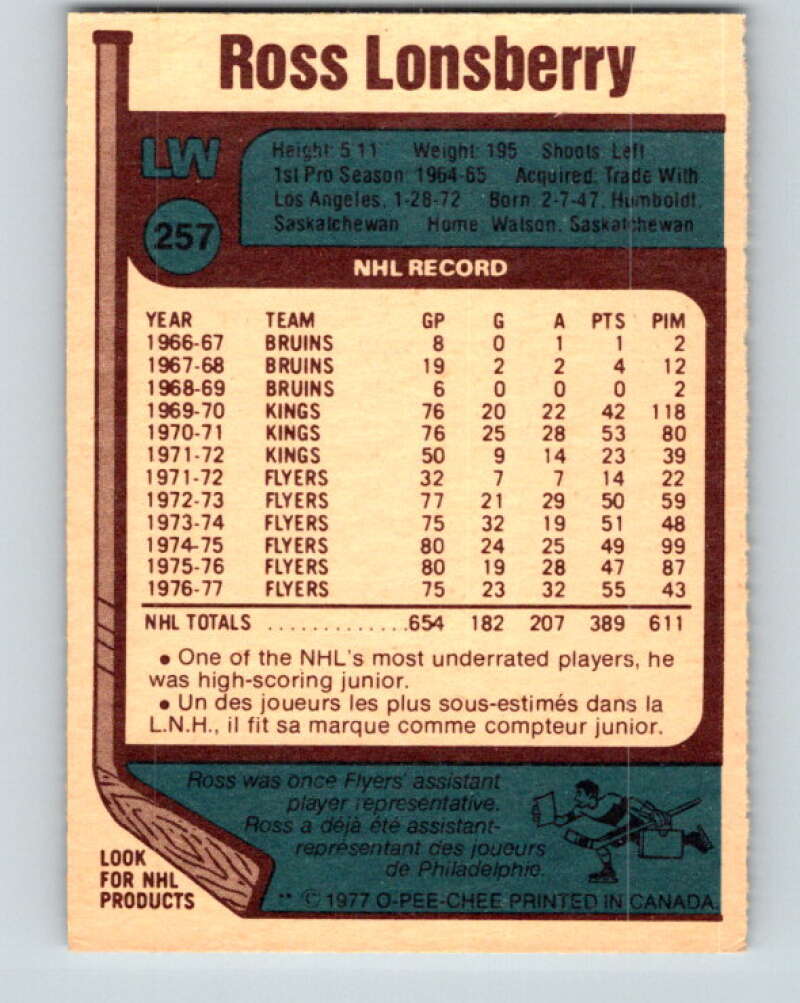 Ross Lonsberry
LW
257
Height: 5 11 Weight: 195 Shoots: Left
1st Pro Season: 1964-65 Acquired: Trade With
Los Angeles, 1-28-72 Born: 2-7-47, Humboldt,
Saskatchewan Home: Watson, Saskatchewan
NHL RECORD
YEAR TEAM GP G A PTS PIM
1966-67 BRUINS 8 0 1 1 2
1967-68 BRUINS 19 2 2 4 12
1968-69 BRUINS 6 0 0 0 2
1969-70 KINGS 76 20 22 42 118
1970-71 KINGS 76 25 28 53 80
1971-72 KINGS 50 9 14 23 39
1971-72 FLYERS 32 7 7 14 22
1972-73 FLYERS 77 21 29 50 59
1973-74 FLYERS 75 32 19 51 48
1974-75 FLYERS 80 24 25 49 99
1975-76 FLYERS 80 19 28 47 87
1976-77 FLYERS 75 23 32 55 43
NHL TOTALS .............654 182 207 389 611
• One of the NHL's most underrated players, he
was high-scoring junior.
• Un des joueurs les plus sous-estimés dans la
L.N.H., il fit sa marque comme compteur junior.
Ross was once Flyers' assistant
player representative.
Ross a déjà été assistant-
représentant des joueurs
de Philadelphie.
LOOK
FOR NHL
PRODUCTS
** © 1977 O-PEE-CHEE PRINTED IN CANADA